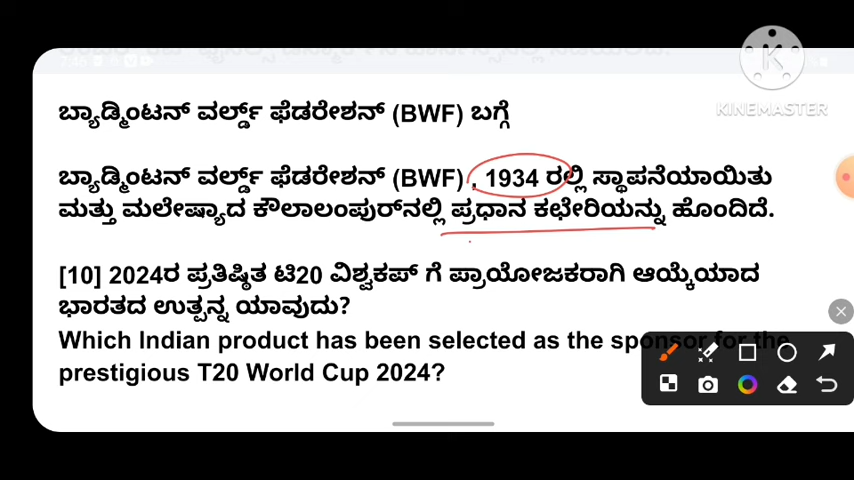 7:46
KINEMASTER
ಬ್ಯಾಡ್ಮಿಂಟನ್ ವರ್ಲ್ಡ್ ಫೆಡರೇಶನ್ (BWF) ಬಗ್ಗೆ
ಬ್ಯಾಡ್ಮಿಂಟನ್ ವರ್ಲ್ಡ್ ಫೆಡರೇಶನ್ (BWF) , 1934 ರಲ್ಲಿ ಸ್ಥಾಪನೆಯಾಯಿತು
ಮತ್ತು ಮಲೇಷ್ಯಾದ ಕೌಲಾಲಂಪುರ್‌ನಲ್ಲಿ ಪ್ರಧಾನ ಕಛೇರಿಯನ್ನು ಹೊಂದಿದೆ.
[10] 2024ರ ಪ್ರತಿಷ್ಠಿತ ಟಿ20 ವಿಶ್ವಕಪ್ ಗೆ ಪ್ರಾಯೋಜಕರಾಗಿ ಆಯ್ಕೆಯಾದ
ಭಾರತದ ಉತ್ಪನ್ನ ಯಾವುದು?
Which Indian product has been selected as the sponsor for the
prestigious T20 World Cup 2024?